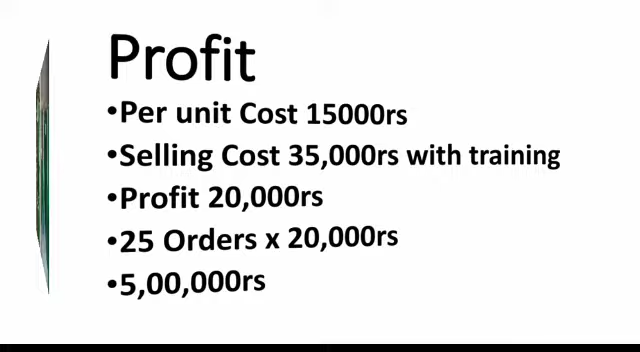 Profit
•Per unit Cost 15000rs
•Selling Cost 35,000rs with training
•Profit 20,000rs
•25 Orders x 20,000rs
•5,00,000rs